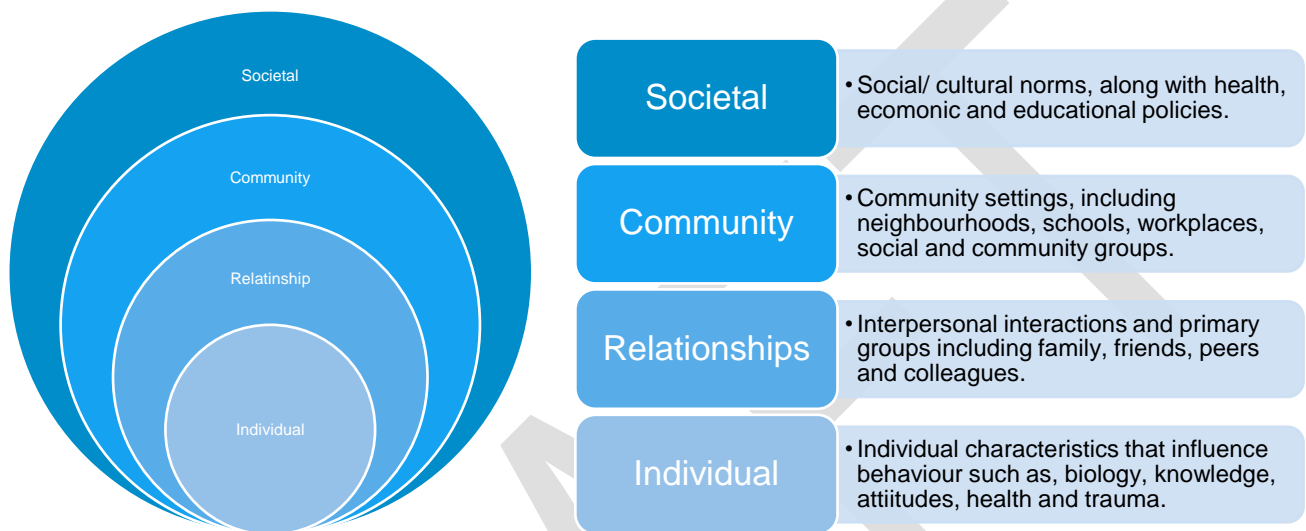 Societal
Community
Relatinship
Individual
Societal
• Social/ cultural norms, along with health,
ecomonic and educational policies.
Community
• Community settings, including
neighbourhoods, schools, workplaces,
social and community groups.
Relationships
• Interpersonal interactions and primary
groups including family, friends, peers
and colleagues.
Individual
• Individual characteristics that influence
behaviour such as, biology, knowledge,
attiitudes, health and trauma.